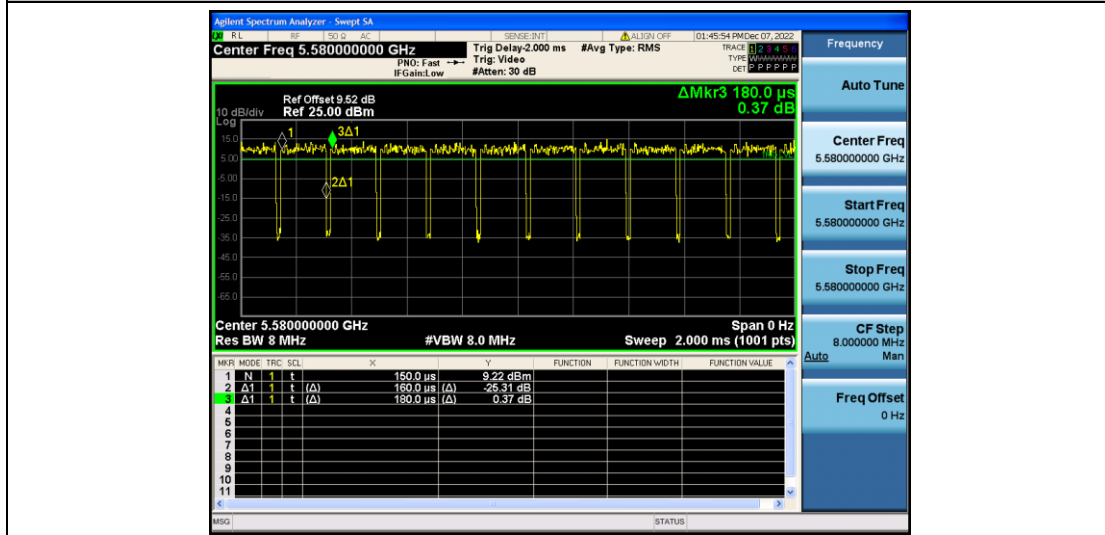 Agilent Spectrum Analyzer - Swept SA
RL RF 50 Ω AC SENSE:INT ALIGN OFF 01:45:54 PM Dec 07, 2022
Center Freq 5.580000000 GHz Trig Delay-2.000 ms #Avg Type: RMS TRACE 1 2 3 4 5 6
PNO: Fast Trig: Video TYPE WWWWWW
IFGain:Low #Atten: 30 dB DET P P P P P P
ΔMkr3 180.0 µs
Ref Offset 9.52 dB 0.37 dB
10 dB/div Ref 25.00 dBm
Log
1 3Δ1
15.0
5.00
2Δ1
-5.00
-15.0
-25.0
-35.0
-45.0
-55.0
-65.0
Center 5.580000000 GHz Span 0 Hz
Res BW 8 MHz #VBW 8.0 MHz Sweep 2.000 ms (1001 pts)
MKR MODE TRC SCL X Y FUNCTION FUNCTION WIDTH FUNCTION VALUE
1 N 1 t 150.0 µs 9.22 dBm
2 Δ1 1 t (Δ) 160.0 µs (Δ) -25.31 dB
3 Δ1 1 t (Δ) 180.0 µs (Δ) 0.37 dB
4
5
6
7
8
9
10
11
MSG STATUS
Frequency
Auto Tune
Center Freq
5.580000000 GHz
Start Freq
5.580000000 GHz
Stop Freq
5.580000000 GHz
CF Step
8.000000 MHz
Auto Man
Freq Offset
0 Hz